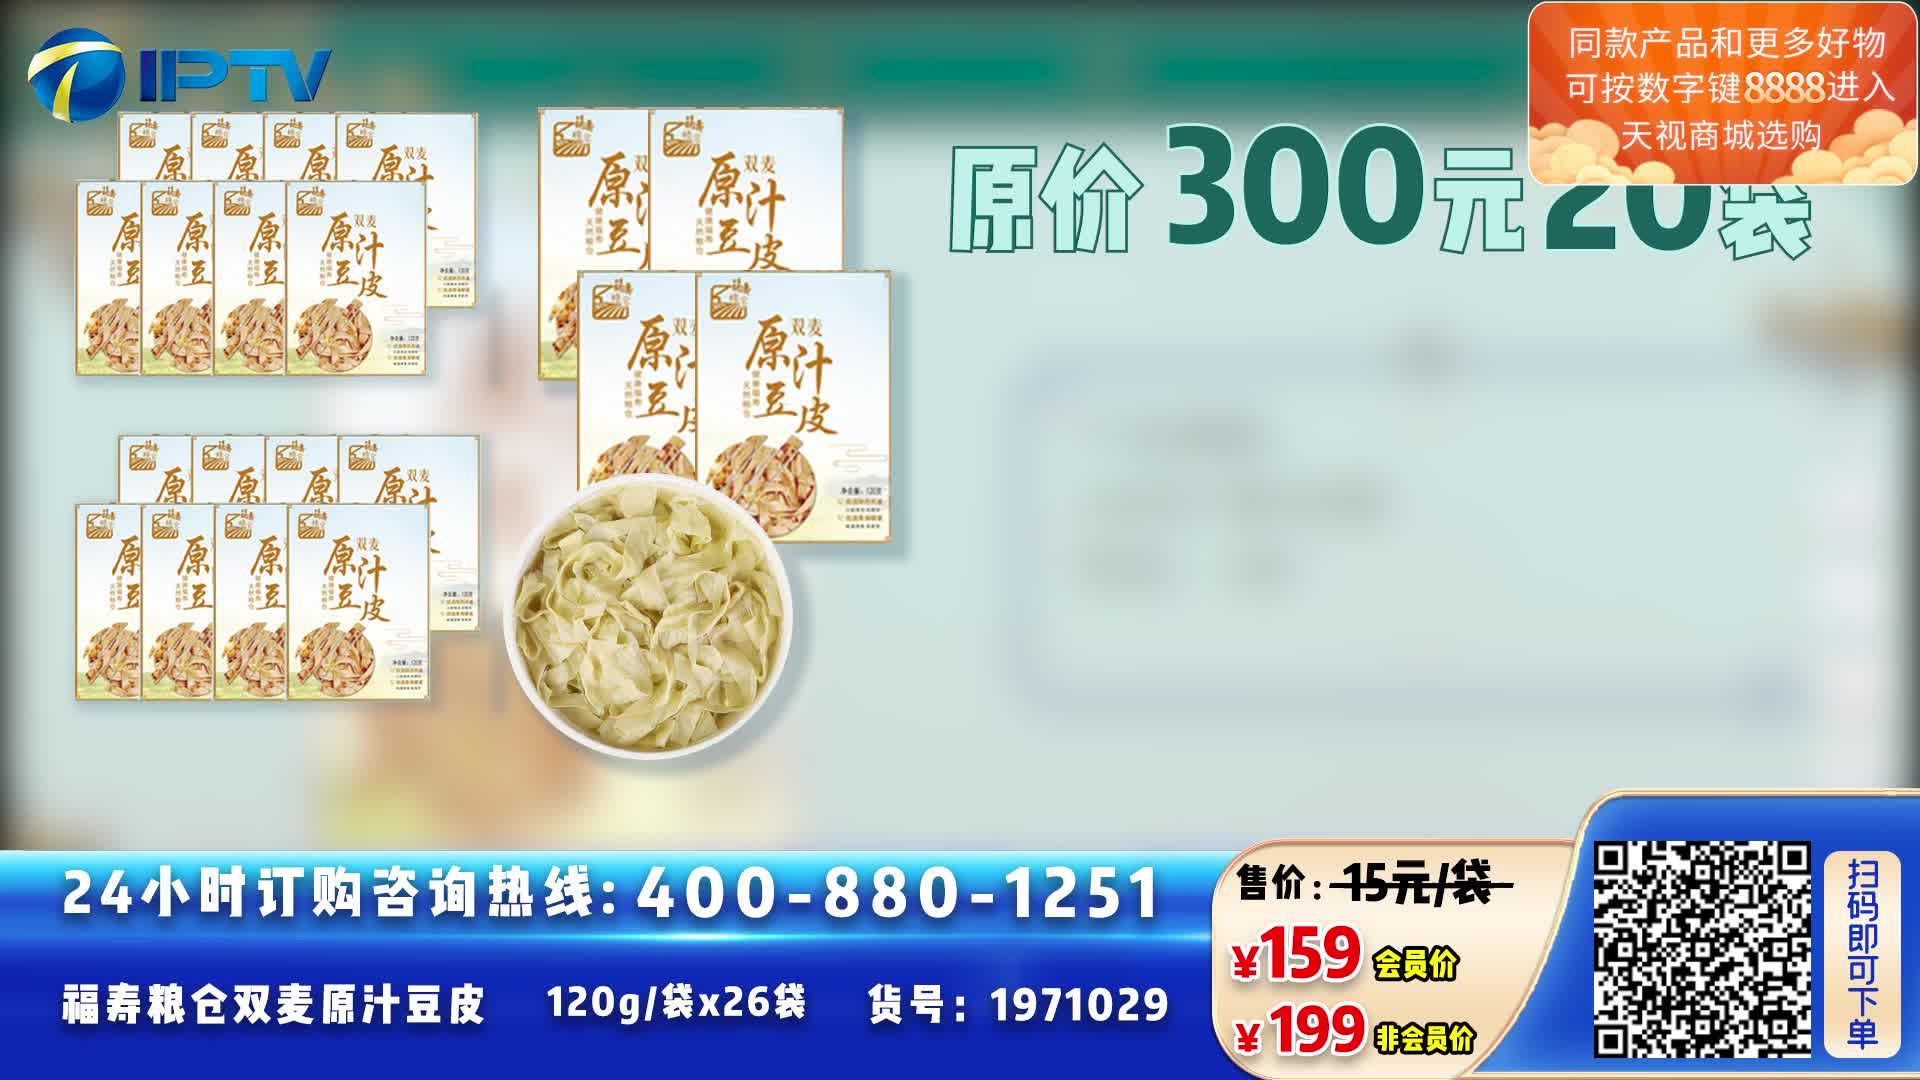 IPTV
同款产品和更多好物
可按数字键8888进入
天视商城选购
原价300元20袋
双麦
原汁
豆皮
24小时订购咨询热线:400-880-1251
福寿粮仓双麦原汁豆皮 120g/袋x26袋 货号：1971029
售价:15元/袋
¥159 会员价
¥199 非会员价
扫码即可下单